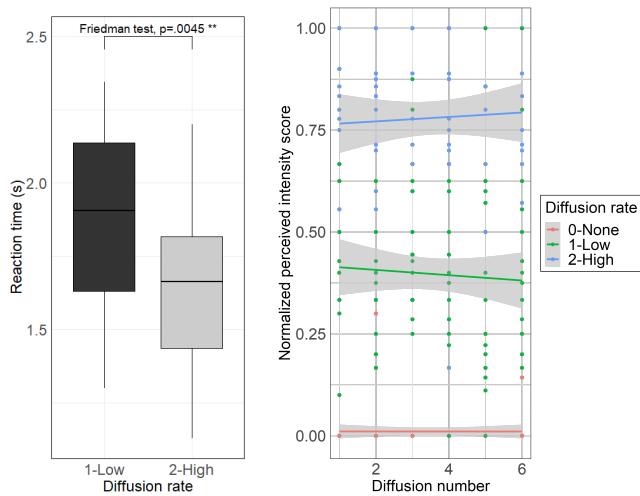 Friedman test, p=.0045 **
2.5
2.0
1.5
Reaction time (s)
1-Low 2-High
Diffusion rate
1.00
0.75
0.50
0.25
0.00
Normalized perceived intensity score
2 4 6
Diffusion number
Diffusion rate
0-None
1-Low
2-High